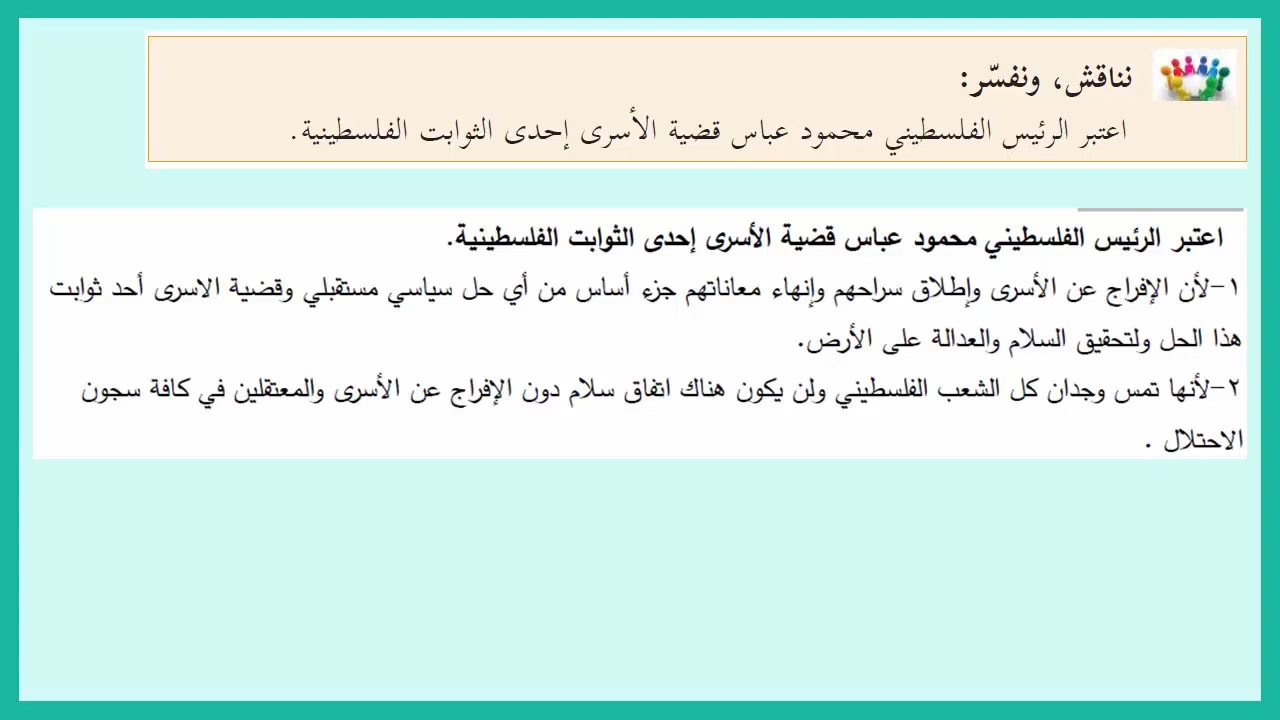 نناقش، ونفسّر:
اعتبر الرئيس الفلسطيني محمود عباس قضية الأسرى إحدى الثوابت الفلسطينية.
اعتبر الرئيس الفلسطيني محمود عباس قضية الأسرى إحدى الثوابت الفلسطينية.
١-لأن الإفراج عن الأسرى وإطلاق سراحهم وإنهاء معاناتهم جزء أساس من أي حل سياسي مستقبلي وقضية الاسرى أحد ثوابت
هذا الحل ولتحقيق السلام والعدالة على الأرض.
٢-لأنها تمس وجدان كل الشعب الفلسطيني ولن يكون هناك اتفاق سلام دون الإفراج عن الأسرى والمعتقلين في كافة سجون
الاحتلال .